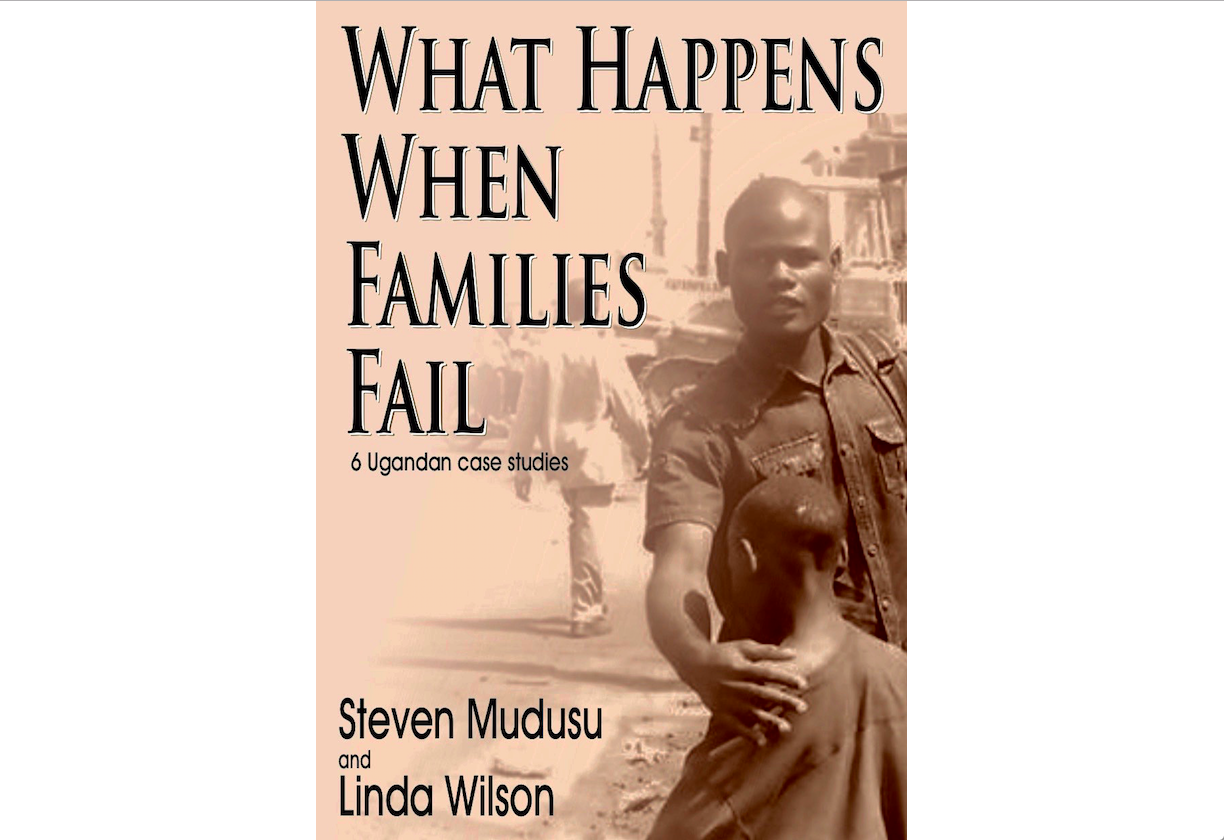 WHAT HAPPENS
WHEN
FAMILIES
FAIL
6 Ugandan case studies
Steven Mudusu
and
Linda Wilson